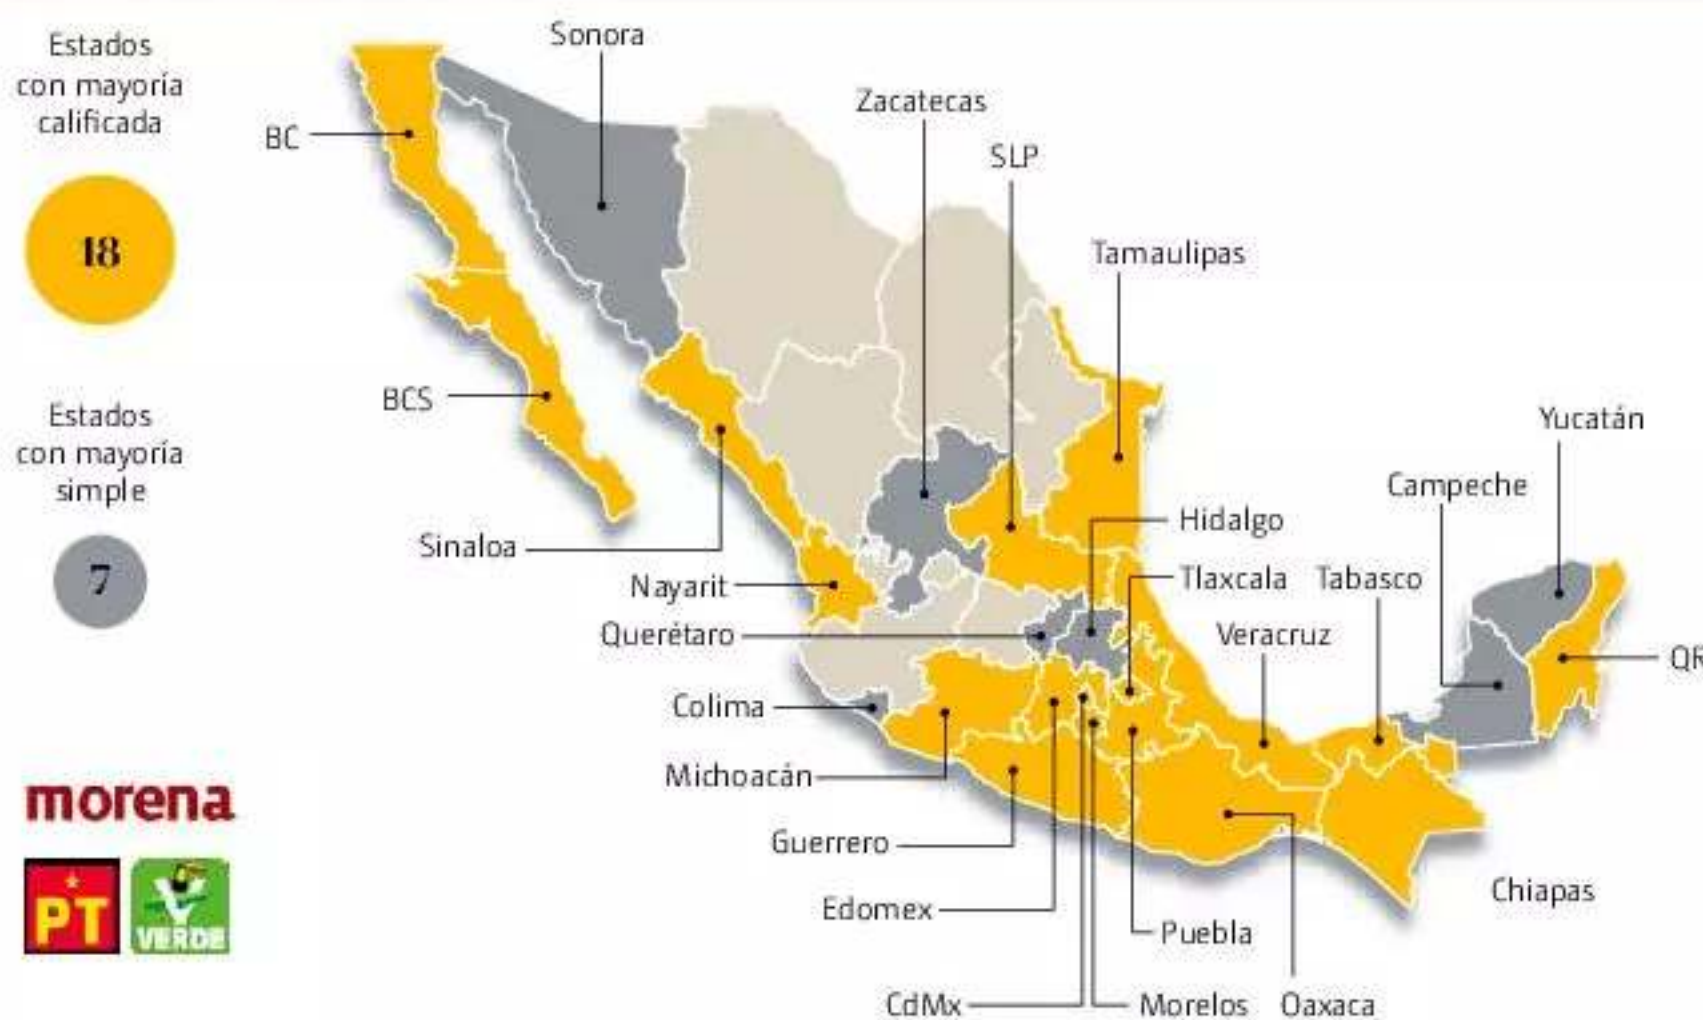 Estados
con mayoría
calificada
18
Estados
con mayoría
simple
7
morena
PT
VERDE
Sonora
Zacatecas
BC
SLP
Tamaulipas
BCS
Yucatán
Campeche
Sinaloa
Hidalgo
Nayarit
Tlaxcala
Tabasco
Querétaro
Veracruz
QR
Colima
Michoacán
Guerrero
Chiapas
Edomex
Puebla
CdMx
Morelos
Oaxaca